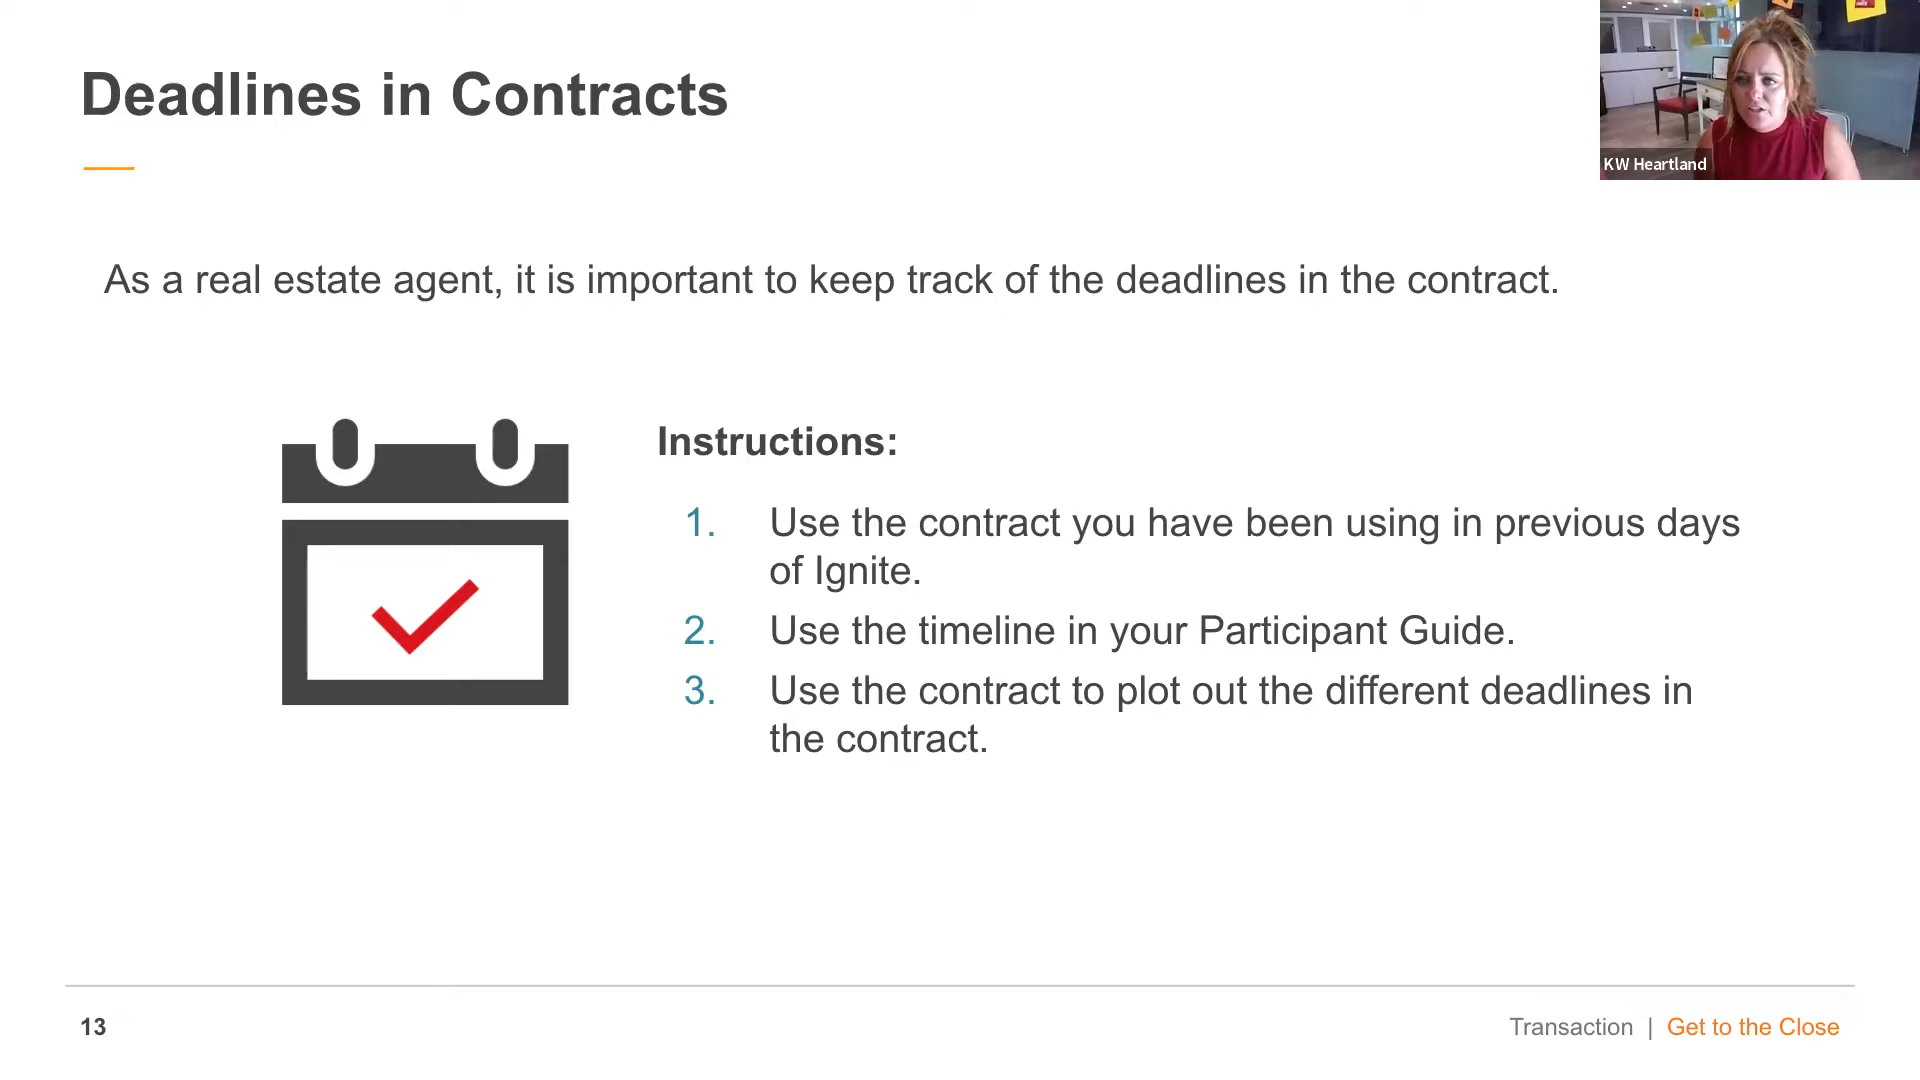 Deadlines in Contracts
KW Heartland
As a real estate agent, it is important to keep track of the deadlines in the contract.
Instructions:
1. Use the contract you have been using in previous days
of Ignite.
2. Use the timeline in your Participant Guide.
3. Use the contract to plot out the different deadlines in
the contract.
13
Transaction | Get to the Close